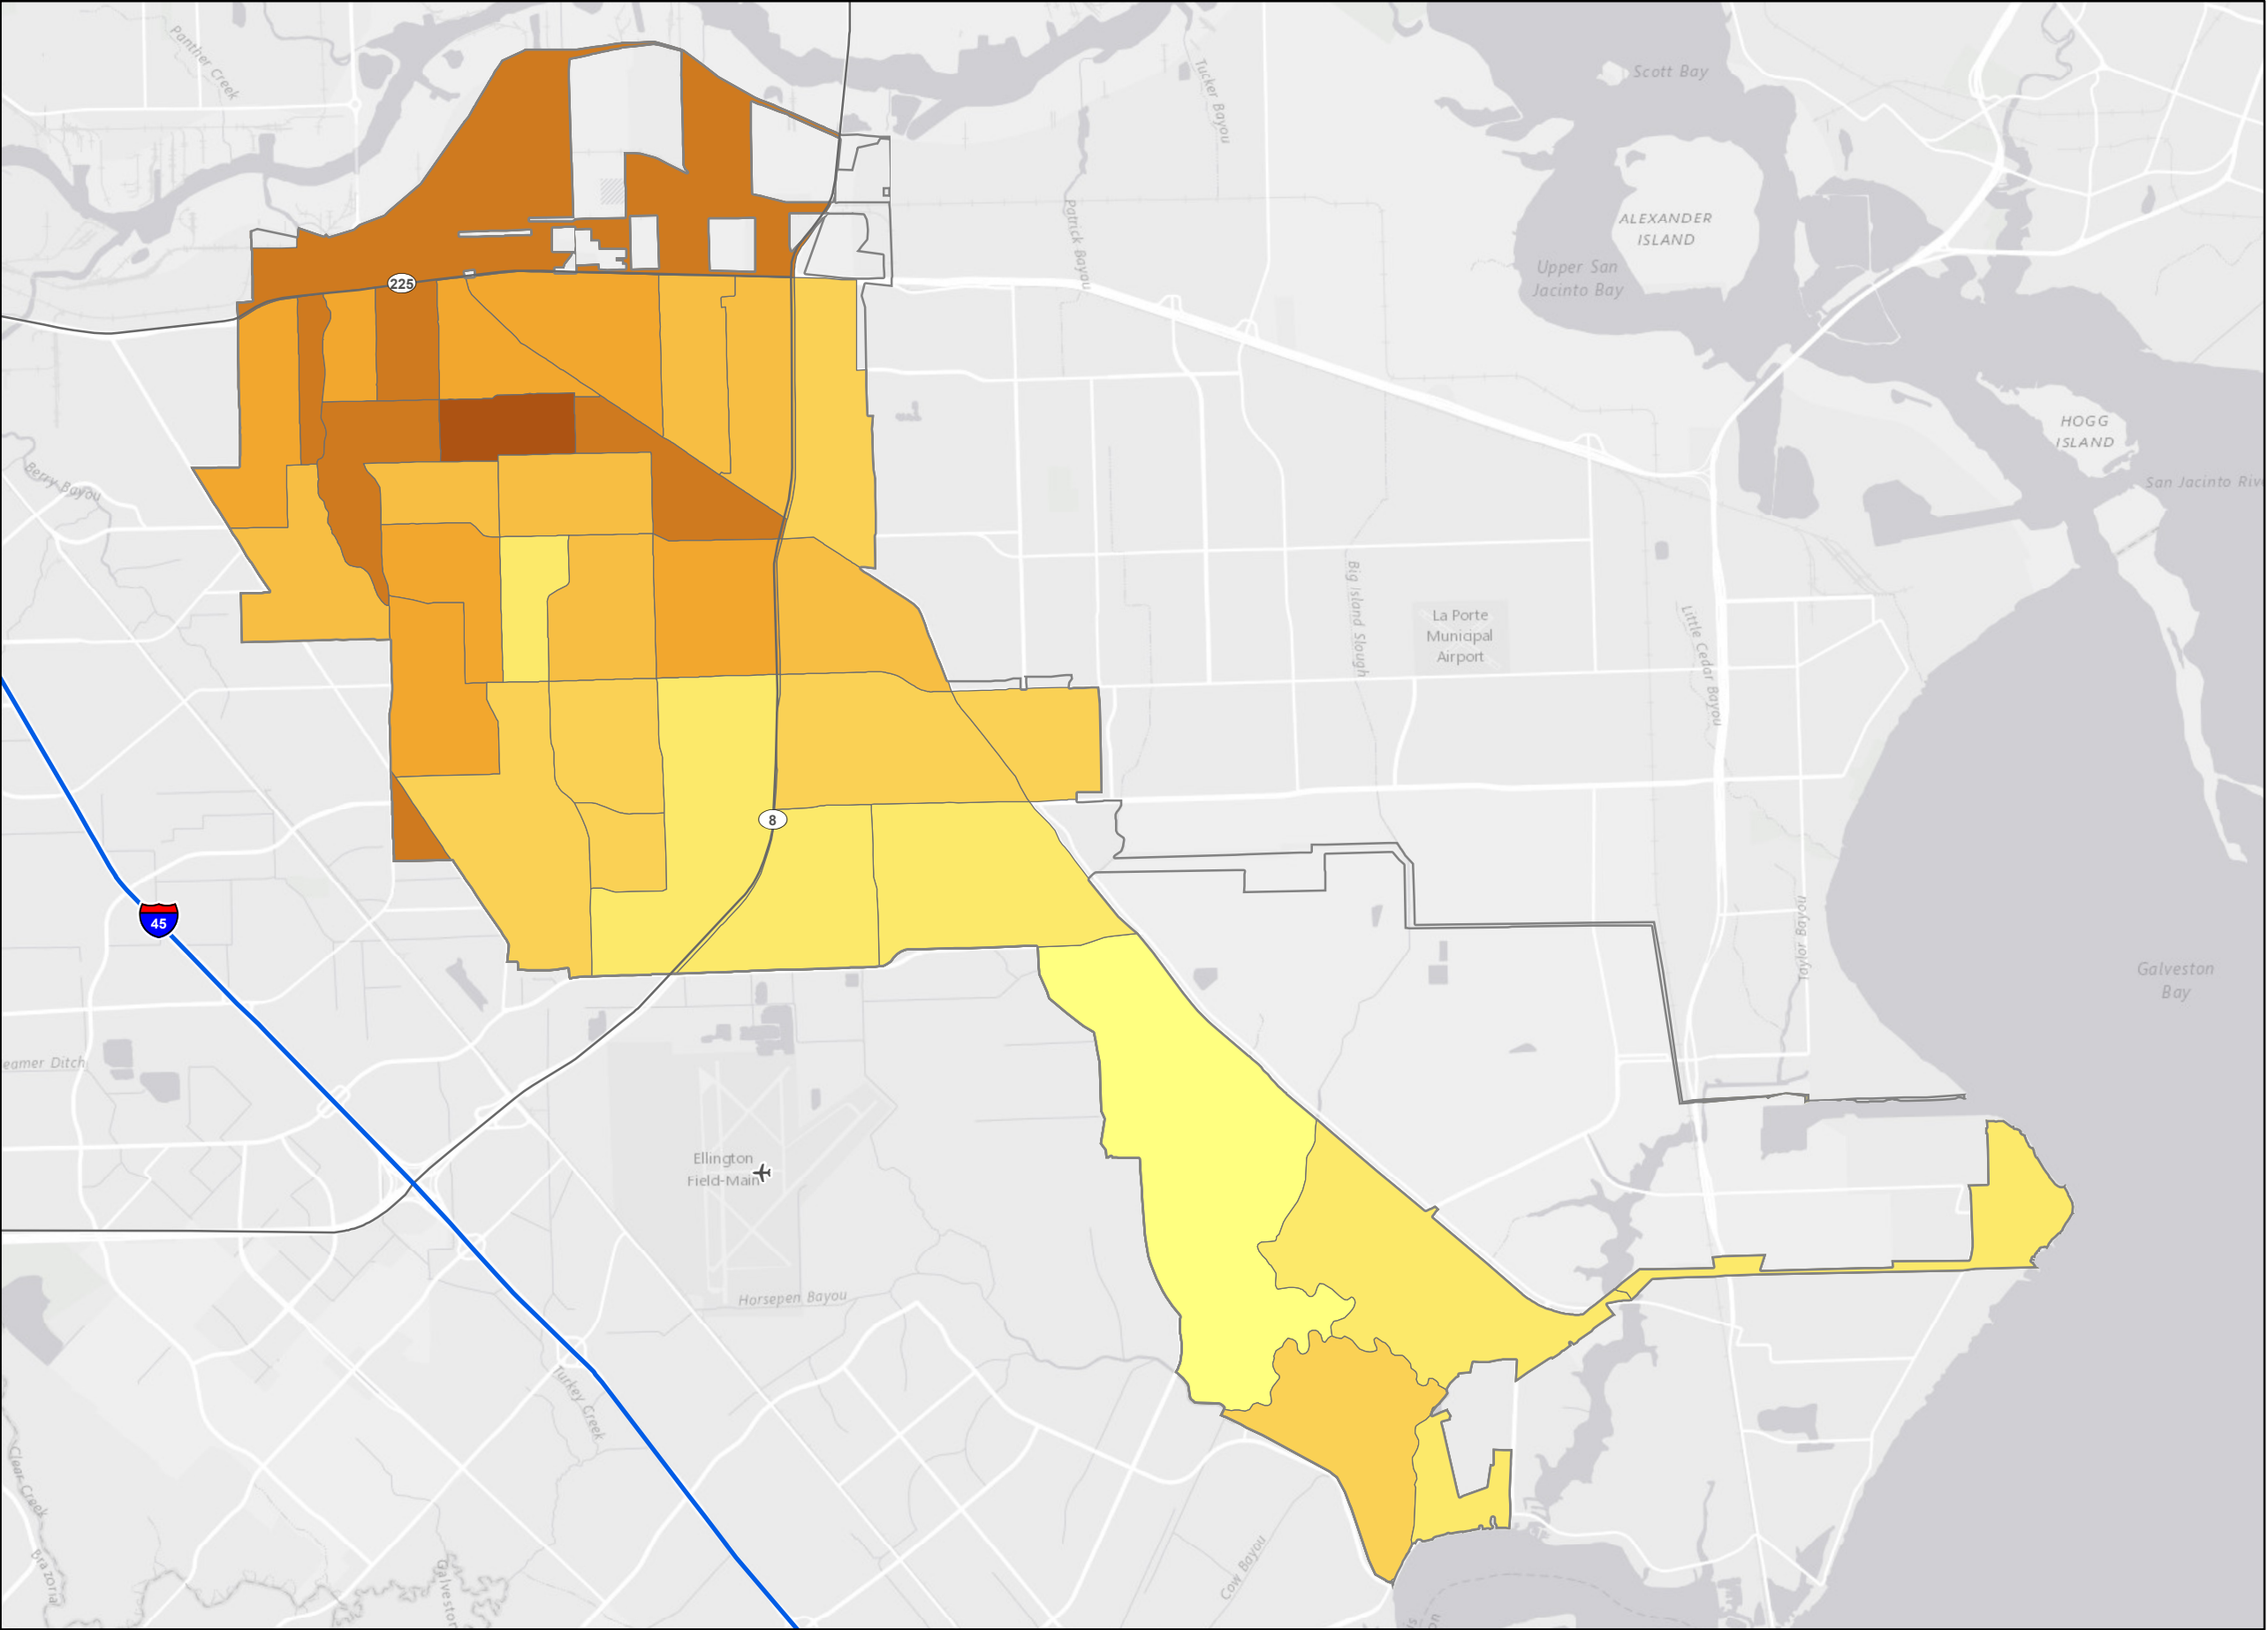 Panther Creek
Tucker Bayou
Scott Bay
ALEXANDER
ISLAND
Patrick Bayou
Upper San
Jacinto Bay
225
HOGG
ISLAND
Berry Bayou
San Jacinto Riv
La Porte
Municipal
Airport
Big Island Slough
Little Cedar Bayou
8
45
Taylor Bayou
Galveston
Bay
eamer Ditch
Ellington
Field-Main
Horsepen Bayou
Turkey Creek
Clear Creek
Brazoria
Galveston
Cow Bayou